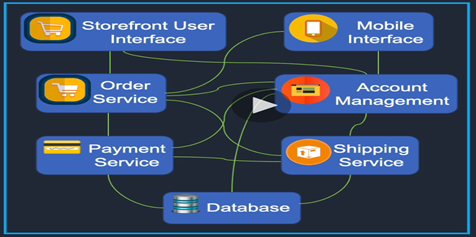 Storefront User
Interface
Mobile
Interface
Order
Service
Account
Management
Payment
Service
Shipping
Service
Database